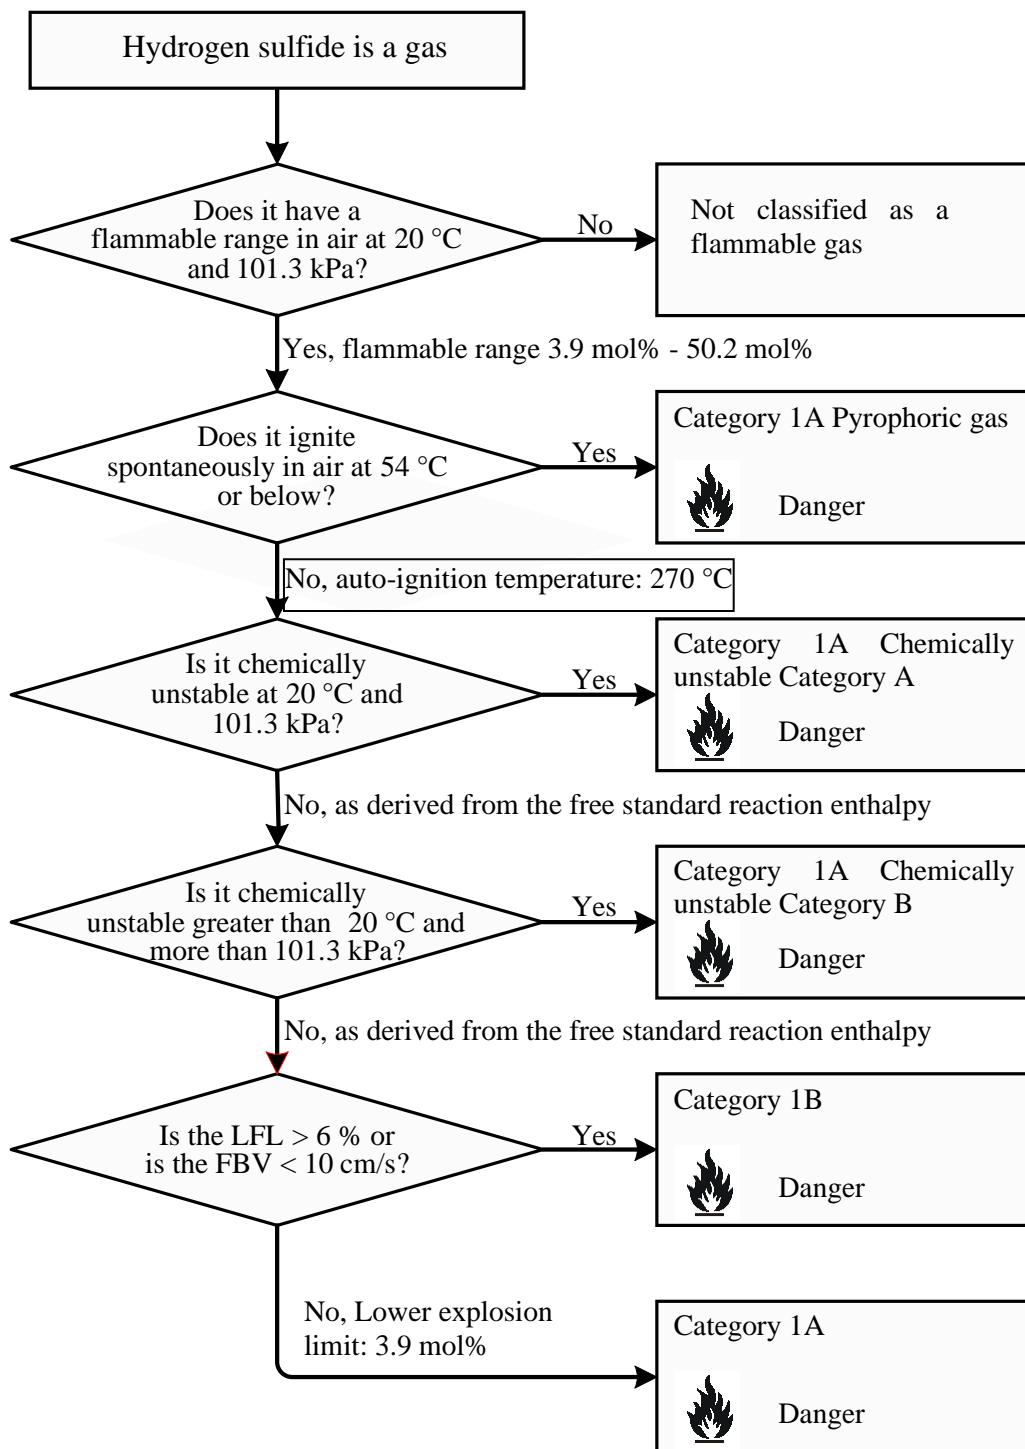 Hydrogen sulfide is a gas
Does it have a
flammable range in air at 20 °C
and 101.3 kPa?
No
Not classified as a
flammable gas
Yes, flammable range 3.9 mol% - 50.2 mol%
Does it ignite
spontaneously in air at 54 °C
or below?
Yes
Category 1A Pyrophoric gas
Danger
No, auto-ignition temperature: 270 °C
Is it chemically
unstable at 20 °C and
101.3 kPa?
Yes
Category 1A Chemically
unstable Category A
Danger
No, as derived from the free standard reaction enthalpy
Is it chemically
unstable greater than 20 °C and
more than 101.3 kPa?
Yes
Category 1A Chemically
unstable Category B
Danger
No, as derived from the free standard reaction enthalpy
Is the LFL > 6 % or
is the FBV < 10 cm/s?
Yes
Category 1B
Danger
No, Lower explosion
limit: 3.9 mol%
Category 1A
Danger